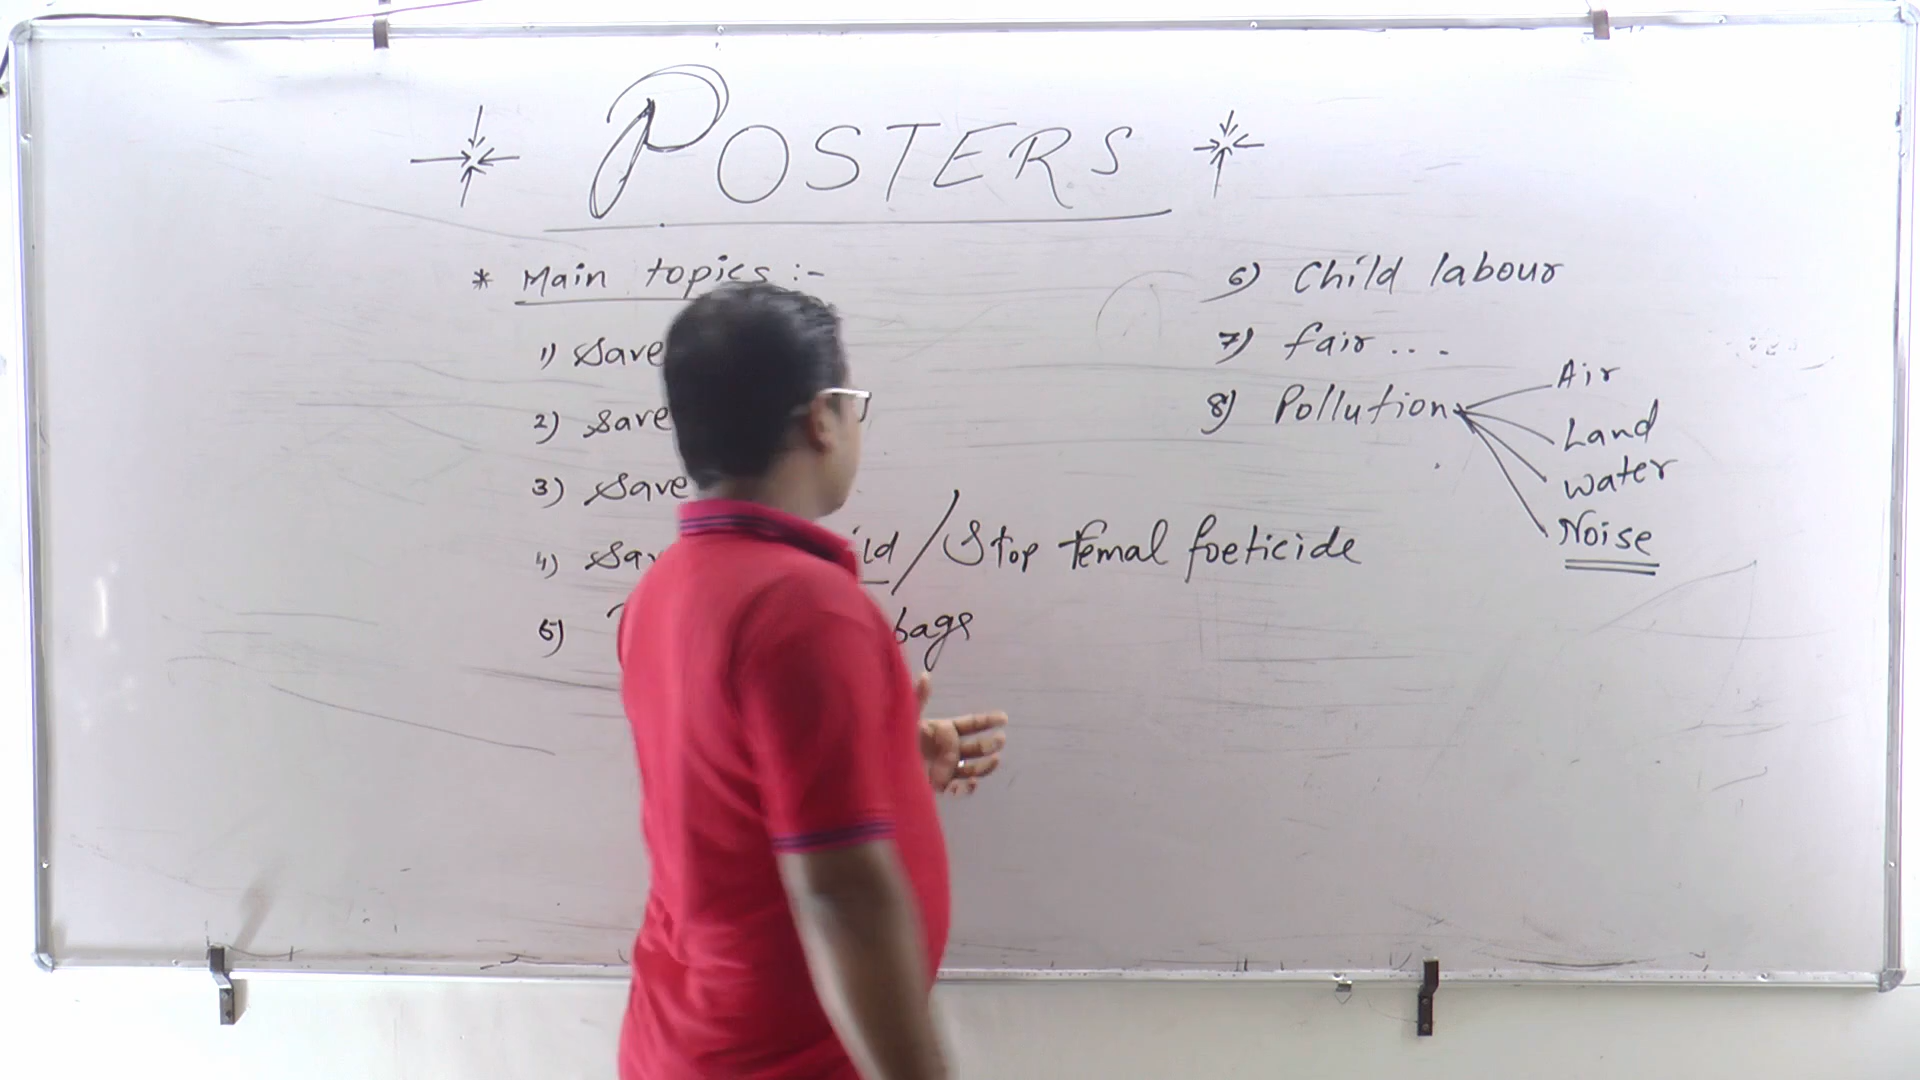 POSTERS
* Main topics :-
1) Save
2) Save
3) Save
4) Sav ild / Stop femal foeticide
5) bags
6) Child labour
7) fair ...
8) Pollution
Air
Land
water
Noise